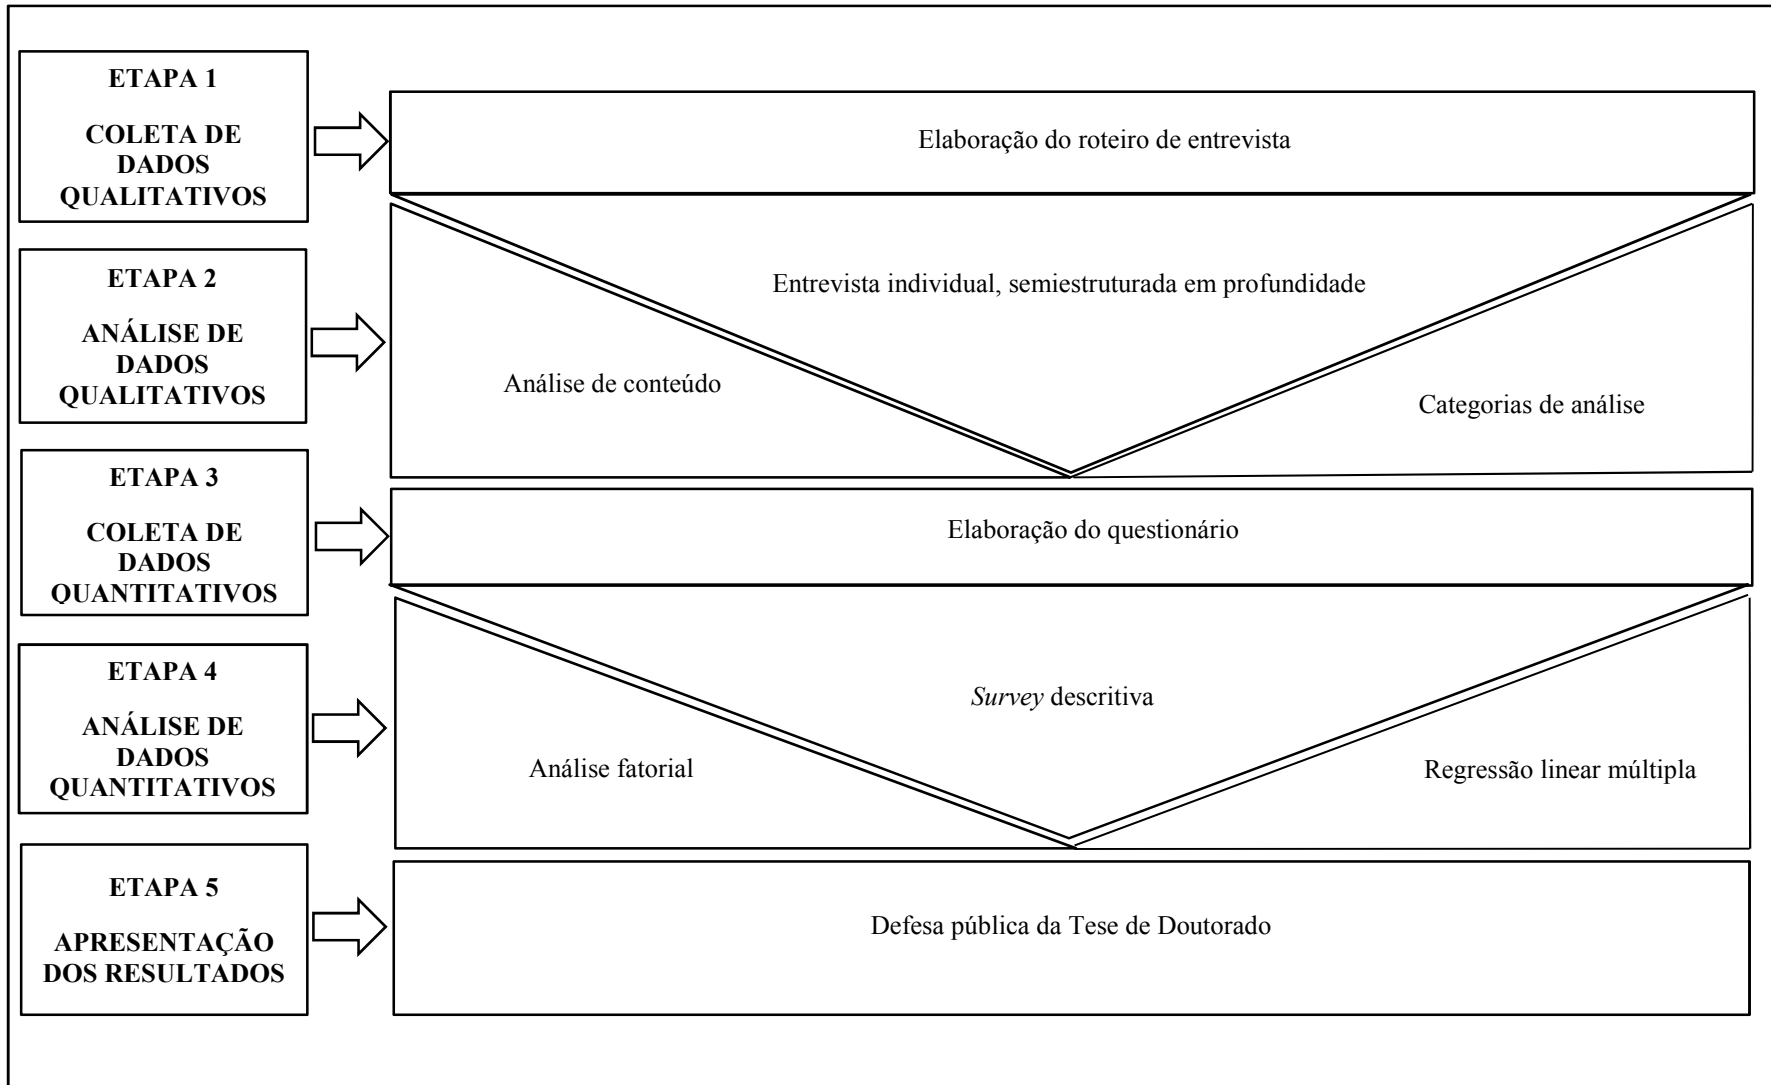 ETAPA 1
COLETA DE
DADOS
QUALITATIVOS
Elaboração do roteiro de entrevista
ETAPA 2
ANÁLISE DE
DADOS
QUALITATIVOS
Entrevista individual, semiestruturada em profundidade
Análise de conteúdo
Categorias de análise
ETAPA 3
COLETA DE
DADOS
QUANTITATIVOS
Elaboração do questionário
ETAPA 4
ANÁLISE DE
DADOS
QUANTITATIVOS
Survey descritiva
Análise fatorial
Regressão linear múltipla
ETAPA 5
APRESENTAÇÃO
DOS RESULTADOS
Defesa pública da Tese de Doutorado